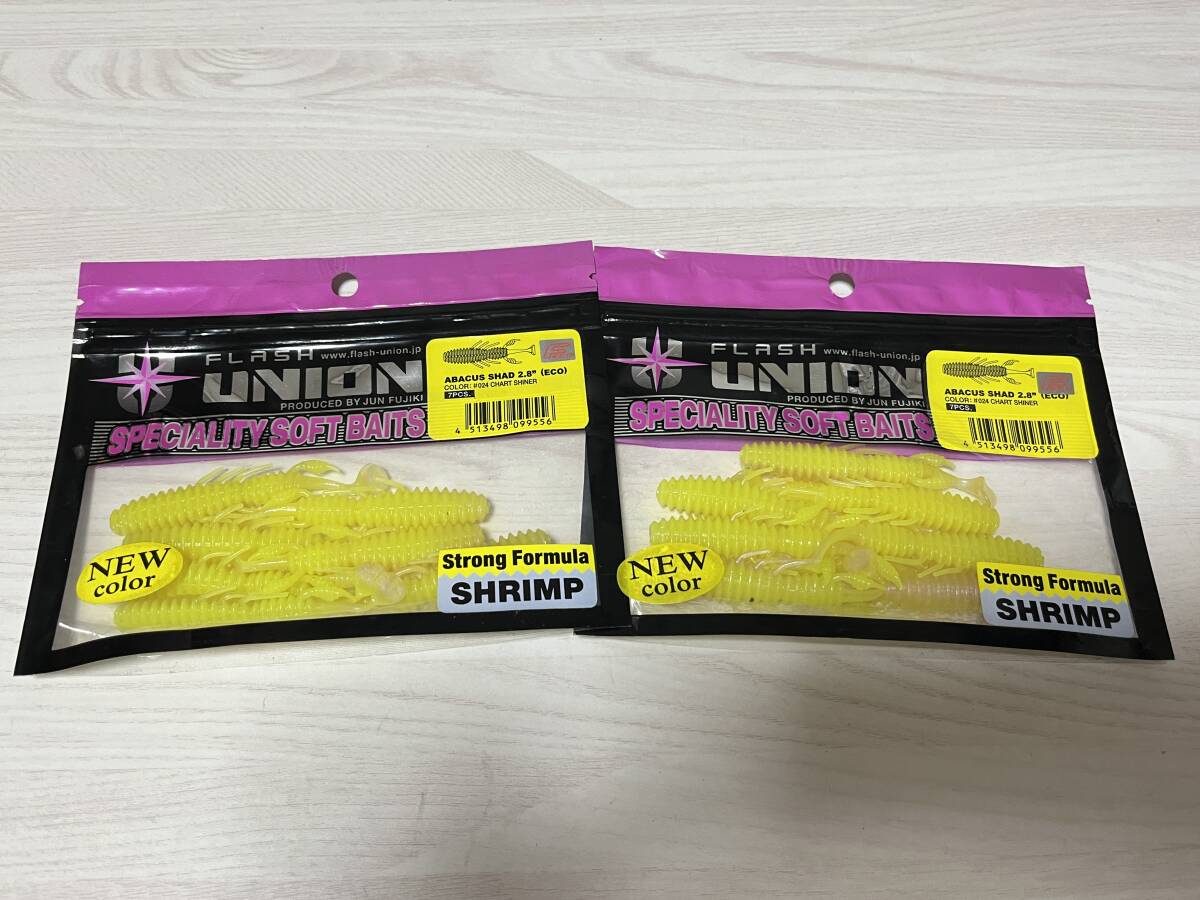 FLASH
www.flash-union.jp
UNION
PRODUCED BY JUN FUJIKI
SPECIALITY SOFT BAITS
ABACUS SHAD 2.8" (ECO)
COLOR: #024 CHART SHINER
7PCS.
4 513498 099556
NEW
color
Strong Formula
SHRIMP
FLASH
www.flash-union.jp
UNION
PRODUCED BY JUN FUJIKI
SPECIALITY SOFT BAITS
ABACUS SHAD 2.8" (ECO)
COLOR: #024 CHART SHINER
7PCS.
4 513498 099556
NEW
color
Strong Formula
SHRIMP